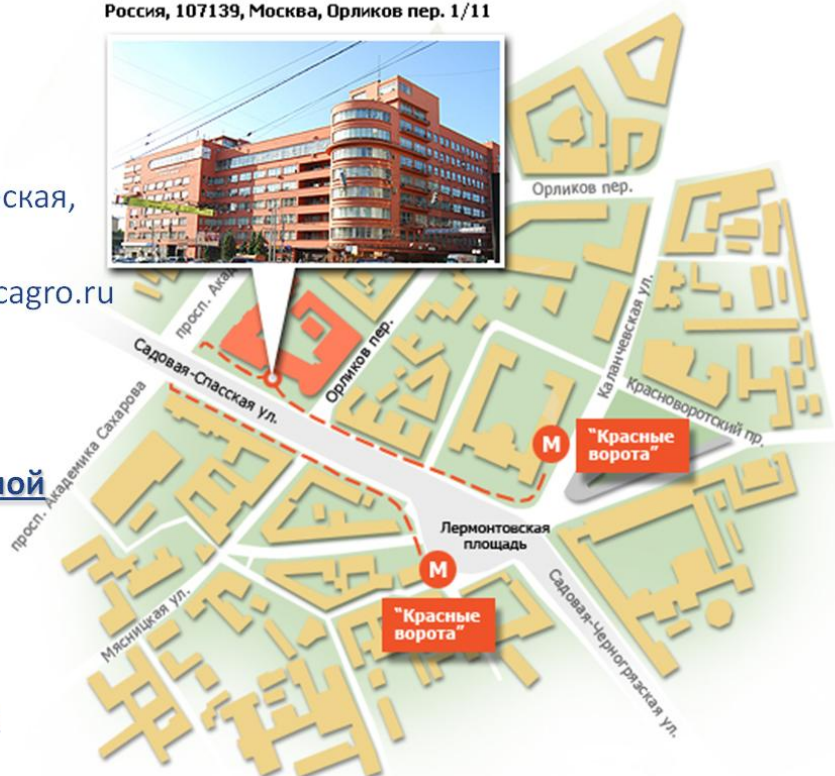 Россия, 107139, Москва, Орликов пер. 1/11
ская,
cagro.ru
ной
Орликов пер.
просп. Ака
Орликов пер.
Каланчевская ул.
Садовая-Спасская ул.
просп. Академика Сахарова
Красноворотский пр.
М
"Красные
ворота"
Лермонтовская
площадь
М
"Красные
ворота"
Мясницкая ул.
Садовая-Черногрязская ул.